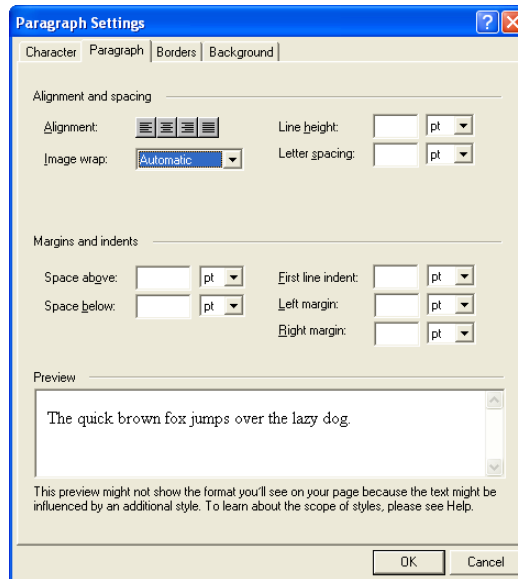 Paragraph Settings
Character Paragraph Borders Background
Alignment and spacing
Alignment: Line height: pt
Image wrap: Automatic Letter spacing: pt
Margins and indents
Space above: pt First line indent: pt
Space below: pt Left margin: pt
Right margin: pt
Preview
The quick brown fox jumps over the lazy dog.
This preview might not show the format you'll see on your page because the text might be
influenced by an additional style. To learn about the scope of styles, please see Help.
OK Cancel